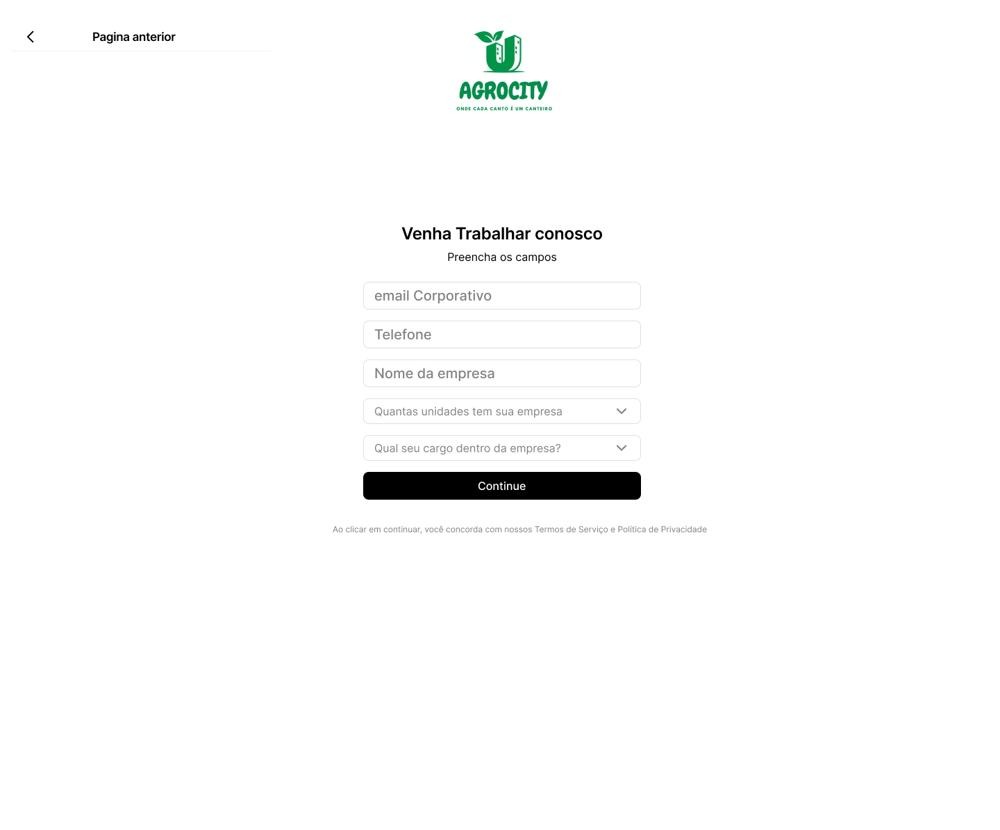 Pagina anterior
AGROCITY
ONDE CADA CANTO É UM CANTEIRO
Venha Trabalhar conosco
Preencha os campos
email Corporativo
Telefone
Nome da empresa
Quantas unidades tem sua empresa
Qual seu cargo dentro da empresa?
Continue
Ao clicar em continuar, você concorda com nossos Termos de Serviço e Política de Privacidade